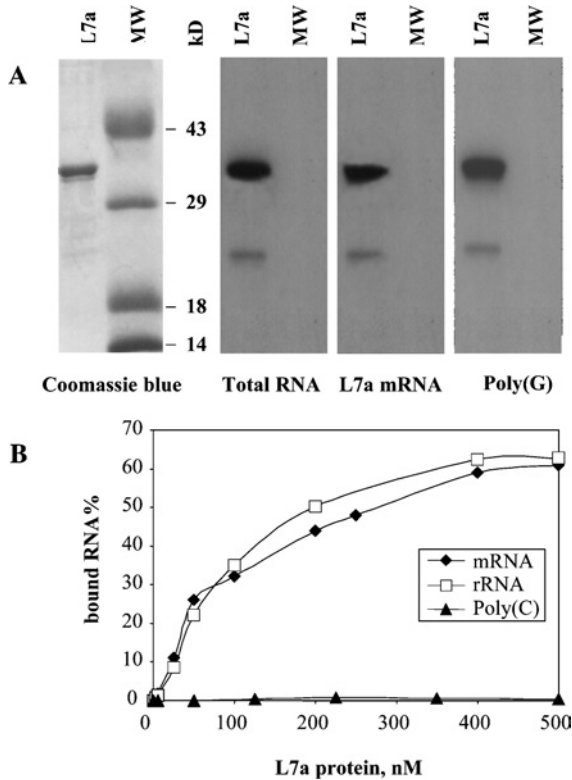 L7a MW kD L7a MW L7a MW L7a MW
A
43
29
18
14
Coomassie blue Total RNA L7a mRNA Poly(G)
B
70
60
50
40
30
20
10
0
bound RNA%
mRNA
rRNA
Poly(C)
0 100 200 300 400 500
L7a protein, nM